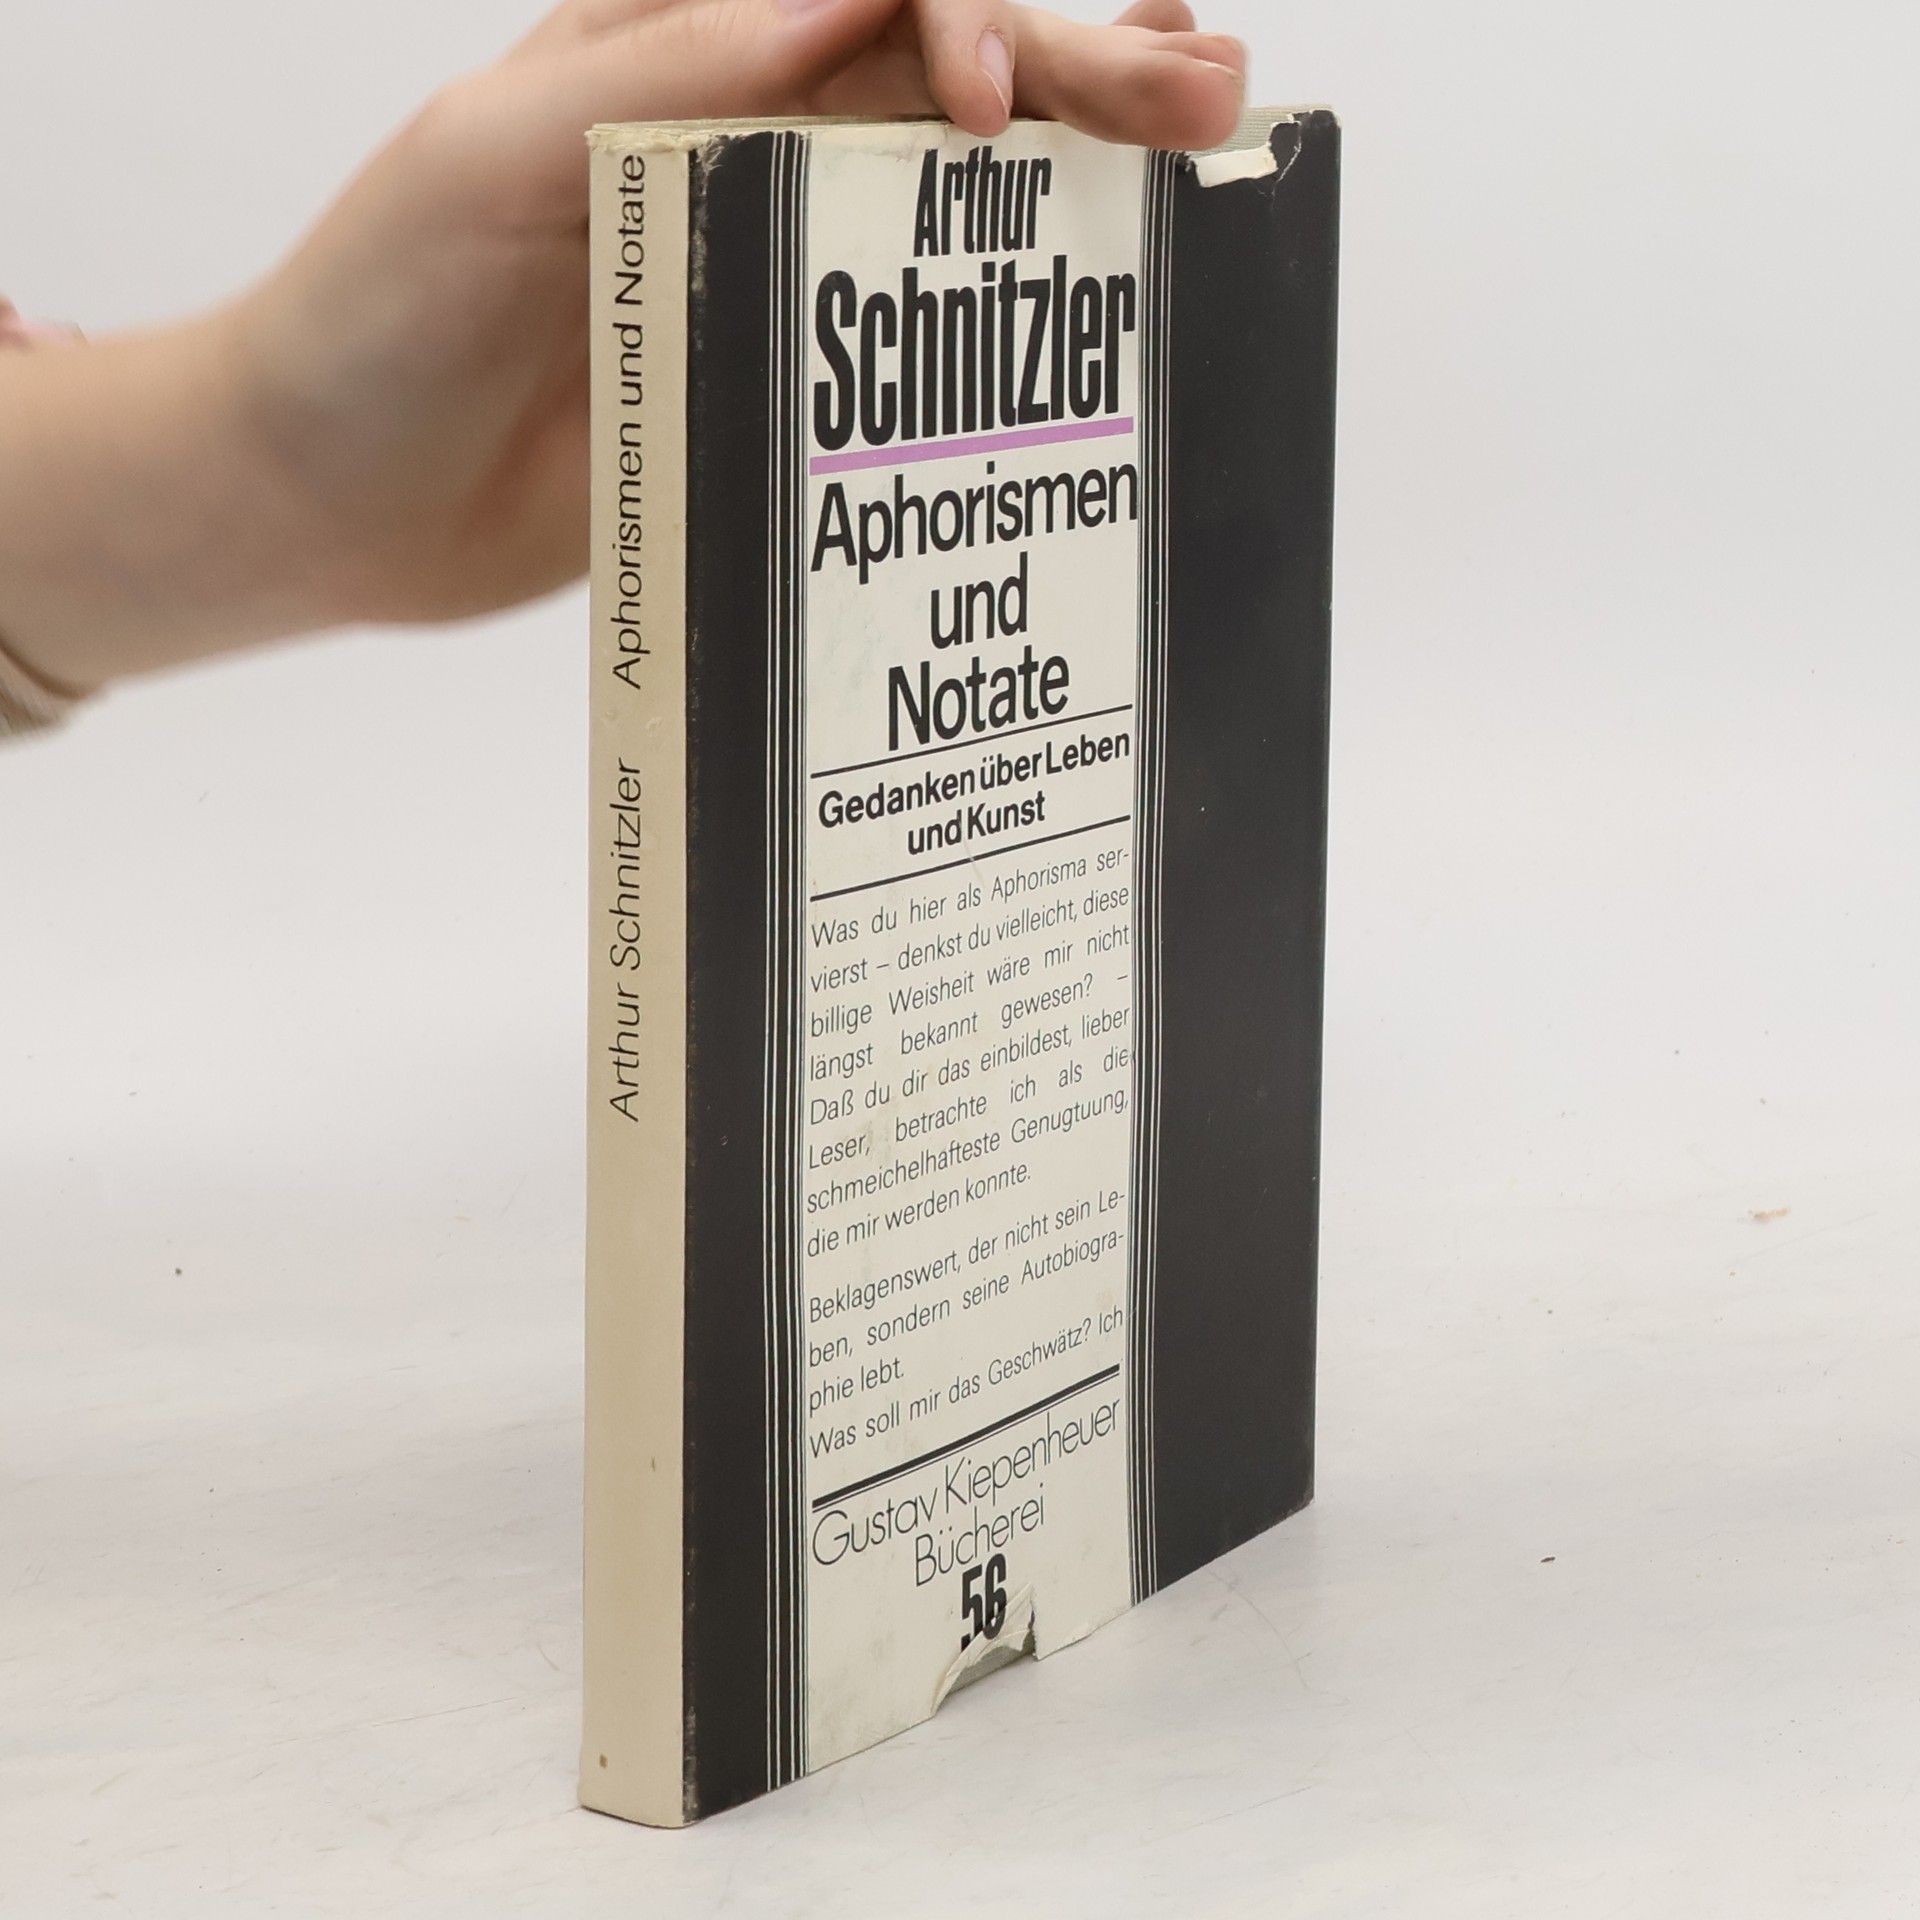 Arthur Schnitzler Aphorismen und Notate
Arthur
Schnitzler
Aphorismen
und
Notate
Gedanken über Leben
und Kunst
Was du hier als Aphorisma ser-
vierst – denkst du vielleicht, diese
billige Weisheit wäre mir nicht
längst bekannt gewesen? –
Daß du dir das einbildest, lieber
Leser, betrachte ich als die
schmeichelhafteste Genugtuung,
die mir werden konnte.
Beklagenswert, der nicht sein Le-
ben, sondern seine Autobiogra-
phie lebt.
Was soll mir das Geschwätz? Ich
Gustav Kiepenheuer
Bücherei
56